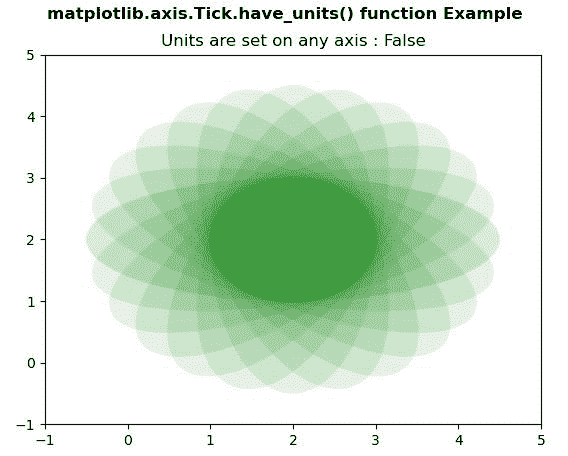 matplotlib.axis.Tick.have_units() function Example
Units are set on any axis : False
5
4
3
2
1
0
−1
−1 0 1 2 3 4 5